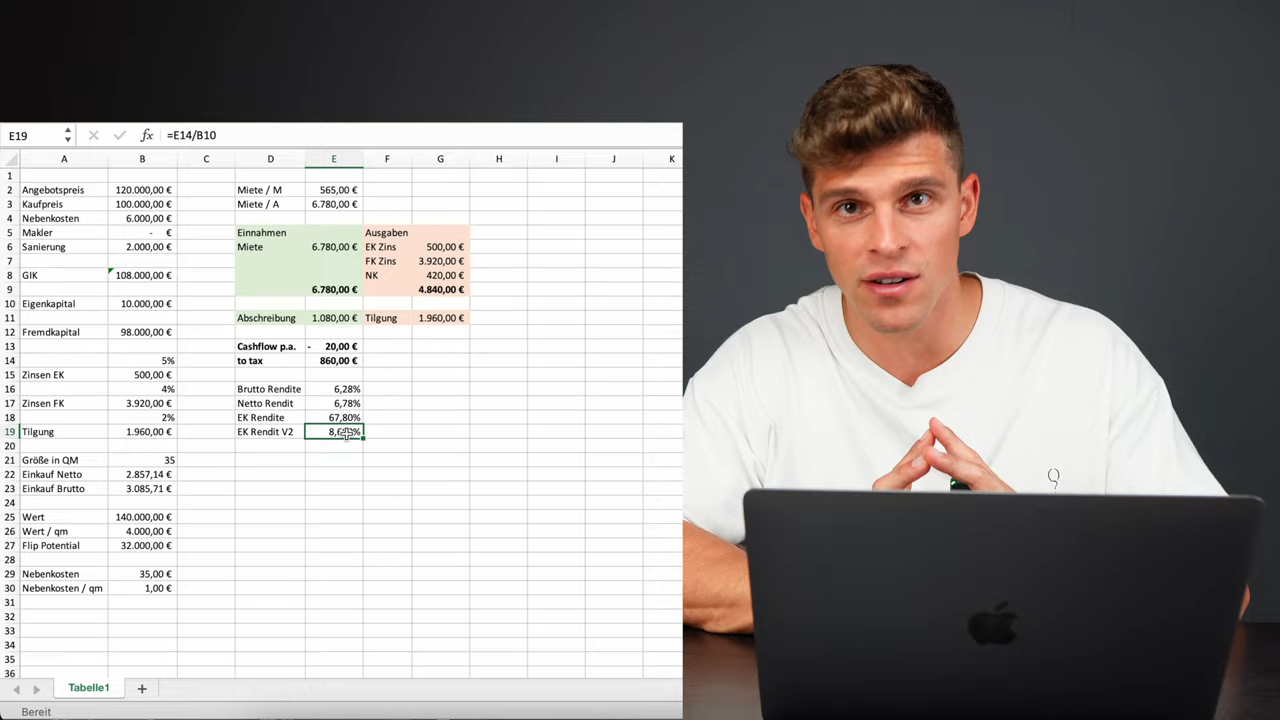 E19 fx =E14/B10
A B C D E F G H I J K
1
2 Angebotspreis 120.000,00 € Miete / M 565,00 €
3 Kaufpreis 100.000,00 € Miete / A 6.780,00 €
4 Nebenkosten 6.000,00 €
5 Makler - € Einnahmen Ausgaben
6 Sanierung 2.000,00 € Miete 6.780,00 € EK Zins 500,00 €
7 FK Zins 3.920,00 €
8 GIK 108.000,00 € NK 420,00 €
9 6.780,00 € 4.840,00 €
10 Eigenkapital 10.000,00 €
11 Abschreibung 1.080,00 € Tilgung 1.960,00 €
12 Fremdkapital 98.000,00 €
13 Cashflow p.a. - 20,00 €
14 5% to tax 860,00 €
15 Zinsen EK 500,00 €
16 4% Brutto Rendite 6,28%
17 Zinsen FK 3.920,00 € Netto Rendit 6,78%
18 2% EK Rendite 67,80%
19 Tilgung 1.960,00 € EK Rendit V2
20
21 Größe in QM 35
22 Einkauf Netto 2.857,14 €
23 Einkauf Brutto 3.085,71 €
24
25 Wert 140.000,00 €
26 Wert / qm 4.000,00 €
27 Flip Potential 32.000,00 €
28
29 Nebenkosten 35,00 €
30 Nebenkosten / qm 1,00 €
31
32
33
34
35
36
Tabelle1 +
Bereit